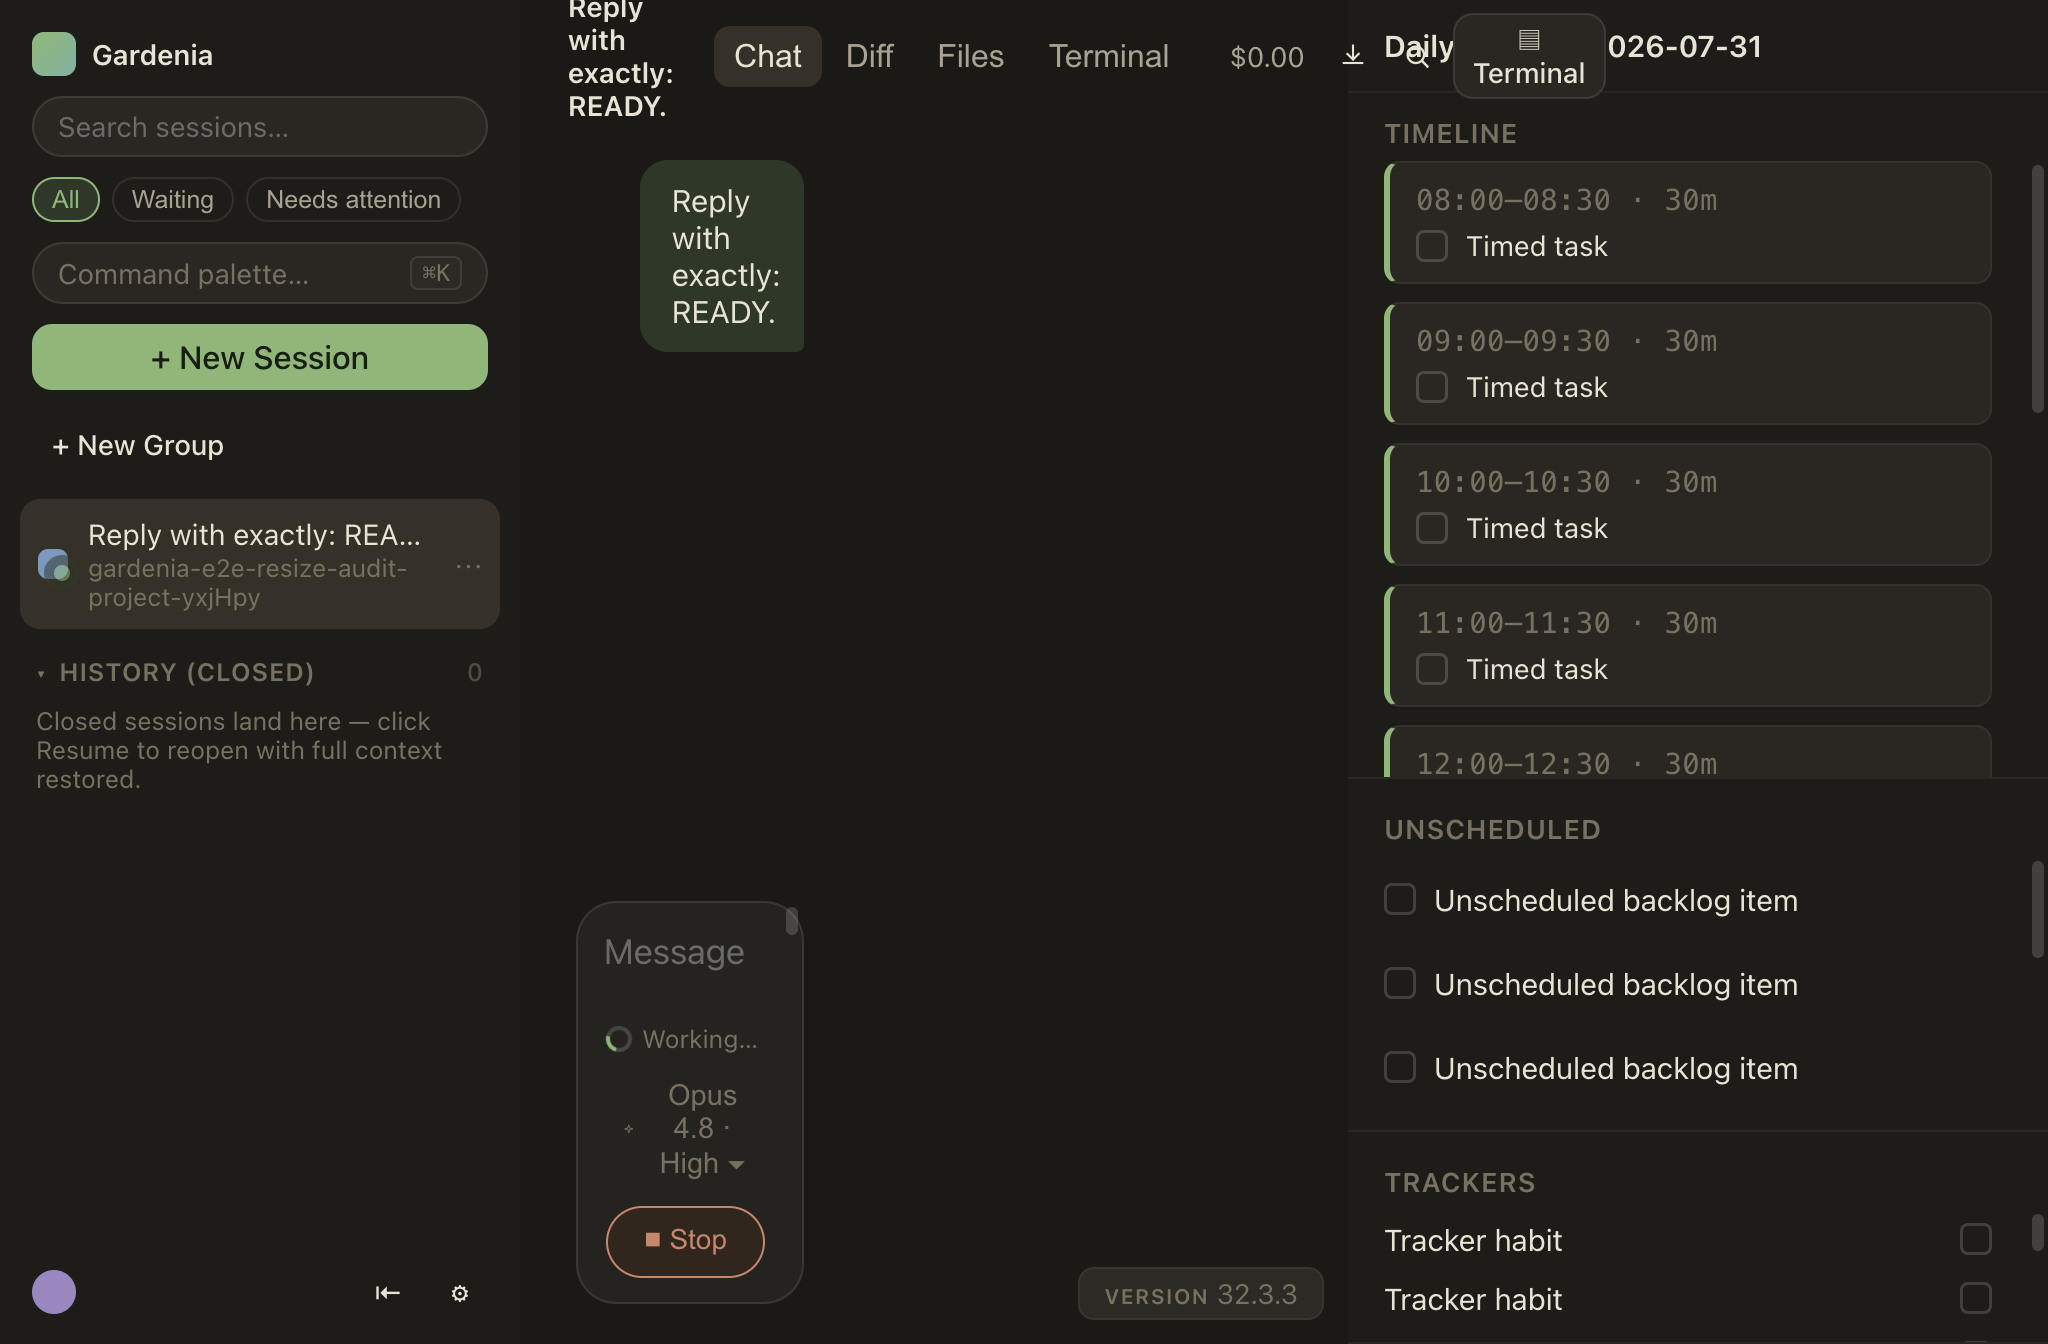 Gardenia
Search sessions...
All
Waiting
Needs attention
Command palette...
⌘K
+ New Session
+ New Group
Reply with exactly: REA...
gardenia-e2e-resize-audit-
project-yxjHpy
HISTORY (CLOSED)
0
Closed sessions land here — click
Resume to reopen with full context
restored.
Reply
with
exactly:
READY.
Chat
Diff
Files
Terminal
$0.00
Reply
with
exactly:
READY.
Message
Working...
Opus
4.8 ·
High
Stop
VERSION 32.3.3
Daily
Terminal
026-07-31
TIMELINE
08:00–08:30 · 30m
Timed task
09:00–09:30 · 30m
Timed task
10:00–10:30 · 30m
Timed task
11:00–11:30 · 30m
Timed task
12:00–12:30 · 30m
UNSCHEDULED
Unscheduled backlog item
Unscheduled backlog item
Unscheduled backlog item
TRACKERS
Tracker habit
Tracker habit